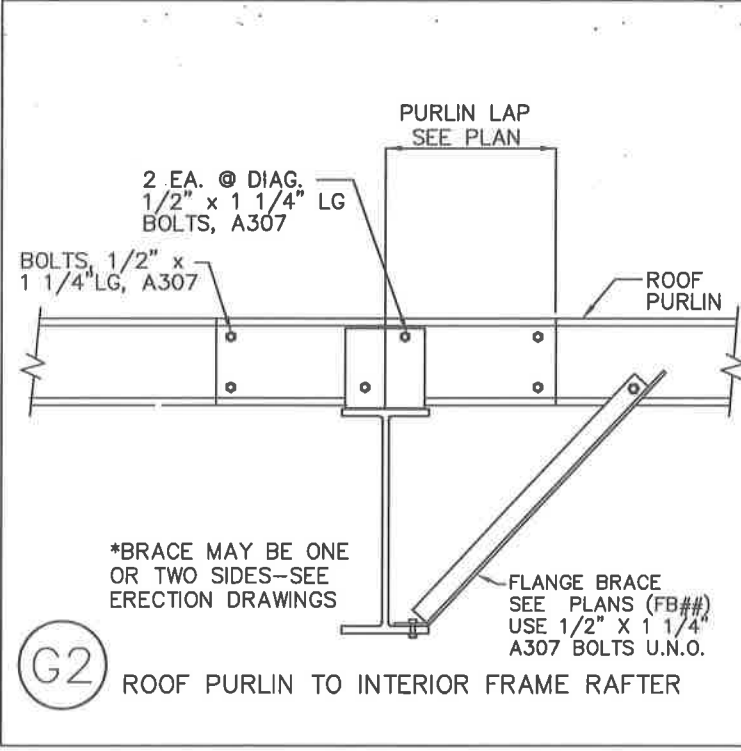 PURLIN LAP
SEE PLAN
2 EA. @ DIAG.
1/2" x 1 1/4" LG
BOLTS, A307
BOLTS, 1/2" x
1 1/4"LG, A307
ROOF
PURLIN
*BRACE MAY BE ONE
OR TWO SIDES-SEE
ERECTION DRAWINGS
FLANGE BRACE
SEE PLANS (FB##)
USE 1/2" X 1 1/4"
A307 BOLTS U.N.O.
G2
ROOF PURLIN TO INTERIOR FRAME RAFTER